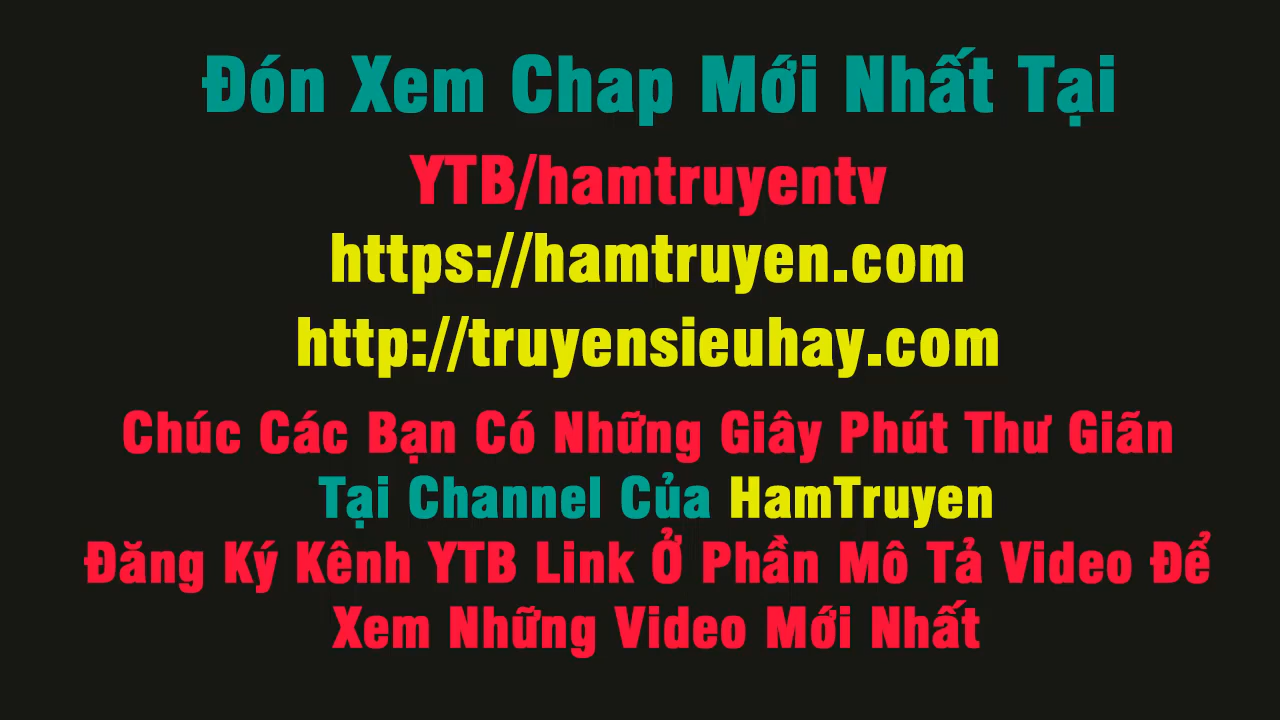 Đón Xem Chap Mới Nhất Tại
YTB/hamtruyentv
https://hamtruyen.com
http://truyensieuhay.com
Chúc Các Bạn Có Những Giây Phút Thư Giãn
Tại Channel Của HamTruyen
Đăng Ký Kênh YTB Link Ở Phần Mô Tả Video Để
Xem Những Video Mới Nhất